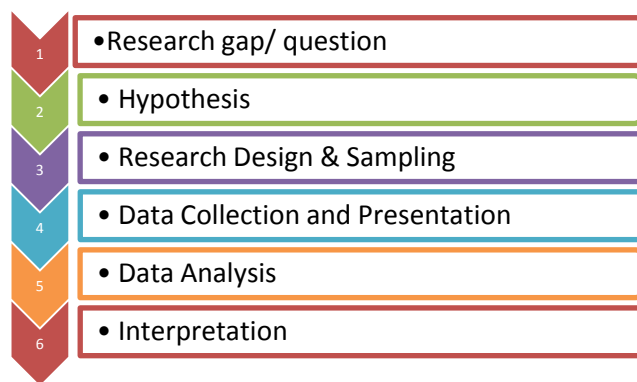 1 •Research gap/ question
2 • Hypothesis
3 • Research Design & Sampling
4 • Data Collection and Presentation
5 • Data Analysis
6 • Interpretation